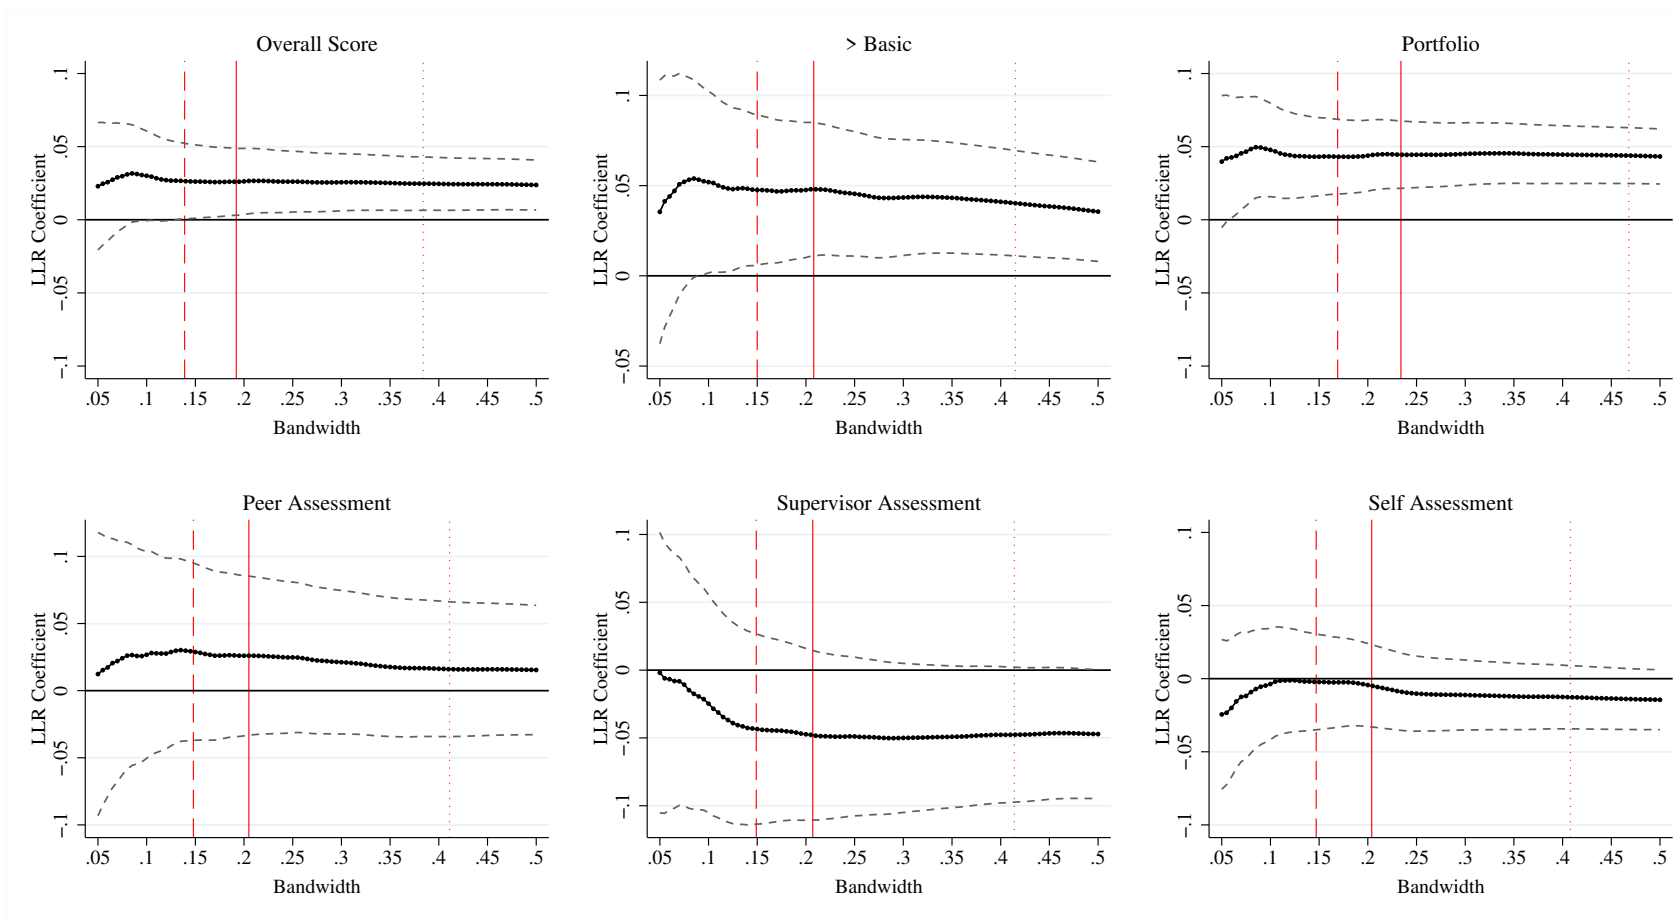 Overall Score
LLR Coefficient
.1
.05
0
-.05
-.1
.05 .1 .15 .2 .25 .3 .35 .4 .45 .5
Bandwidth
> Basic
LLR Coefficient
.1
.05
0
-.05
.05 .1 .15 .2 .25 .3 .35 .4 .45 .5
Bandwidth
Portfolio
LLR Coefficient
.1
.05
0
-.05
-.1
.05 .1 .15 .2 .25 .3 .35 .4 .45 .5
Bandwidth
Peer Assessment
LLR Coefficient
.1
.05
0
-.05
-.1
.05 .1 .15 .2 .25 .3 .35 .4 .45 .5
Bandwidth
Supervisor Assessment
LLR Coefficient
.1
.05
0
-.05
-.1
.05 .1 .15 .2 .25 .3 .35 .4 .45 .5
Bandwidth
Self Assessment
LLR Coefficient
.1
.05
0
-.05
-.1
.05 .1 .15 .2 .25 .3 .35 .4 .45 .5
Bandwidth